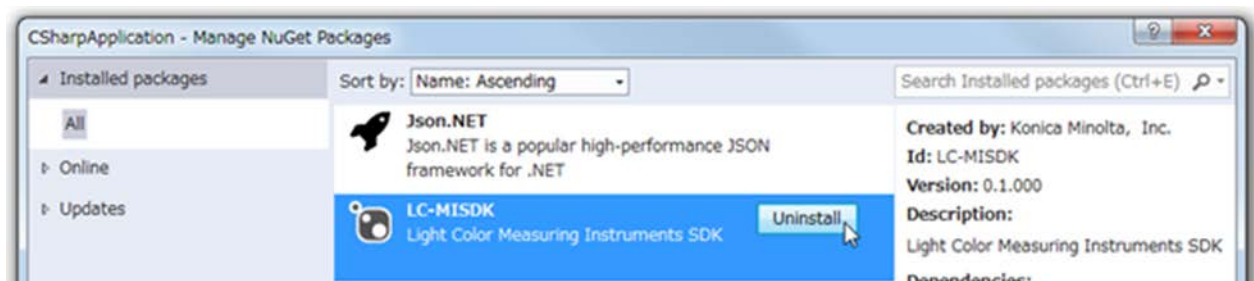 CSharpApplication - Manage NuGet Packages
Installed packages
All
Online
Updates
Sort by: Name: Ascending
Json.NET
Json.NET is a popular high-performance JSON
framework for .NET
LC-MISDK
Light Color Measuring Instruments SDK
Uninstall
Search Installed packages (Ctrl+E)
Created by: Konica Minolta, Inc.
Id: LC-MISDK
Version: 0.1.000
Description:
Light Color Measuring Instruments SDK
Dependencies: